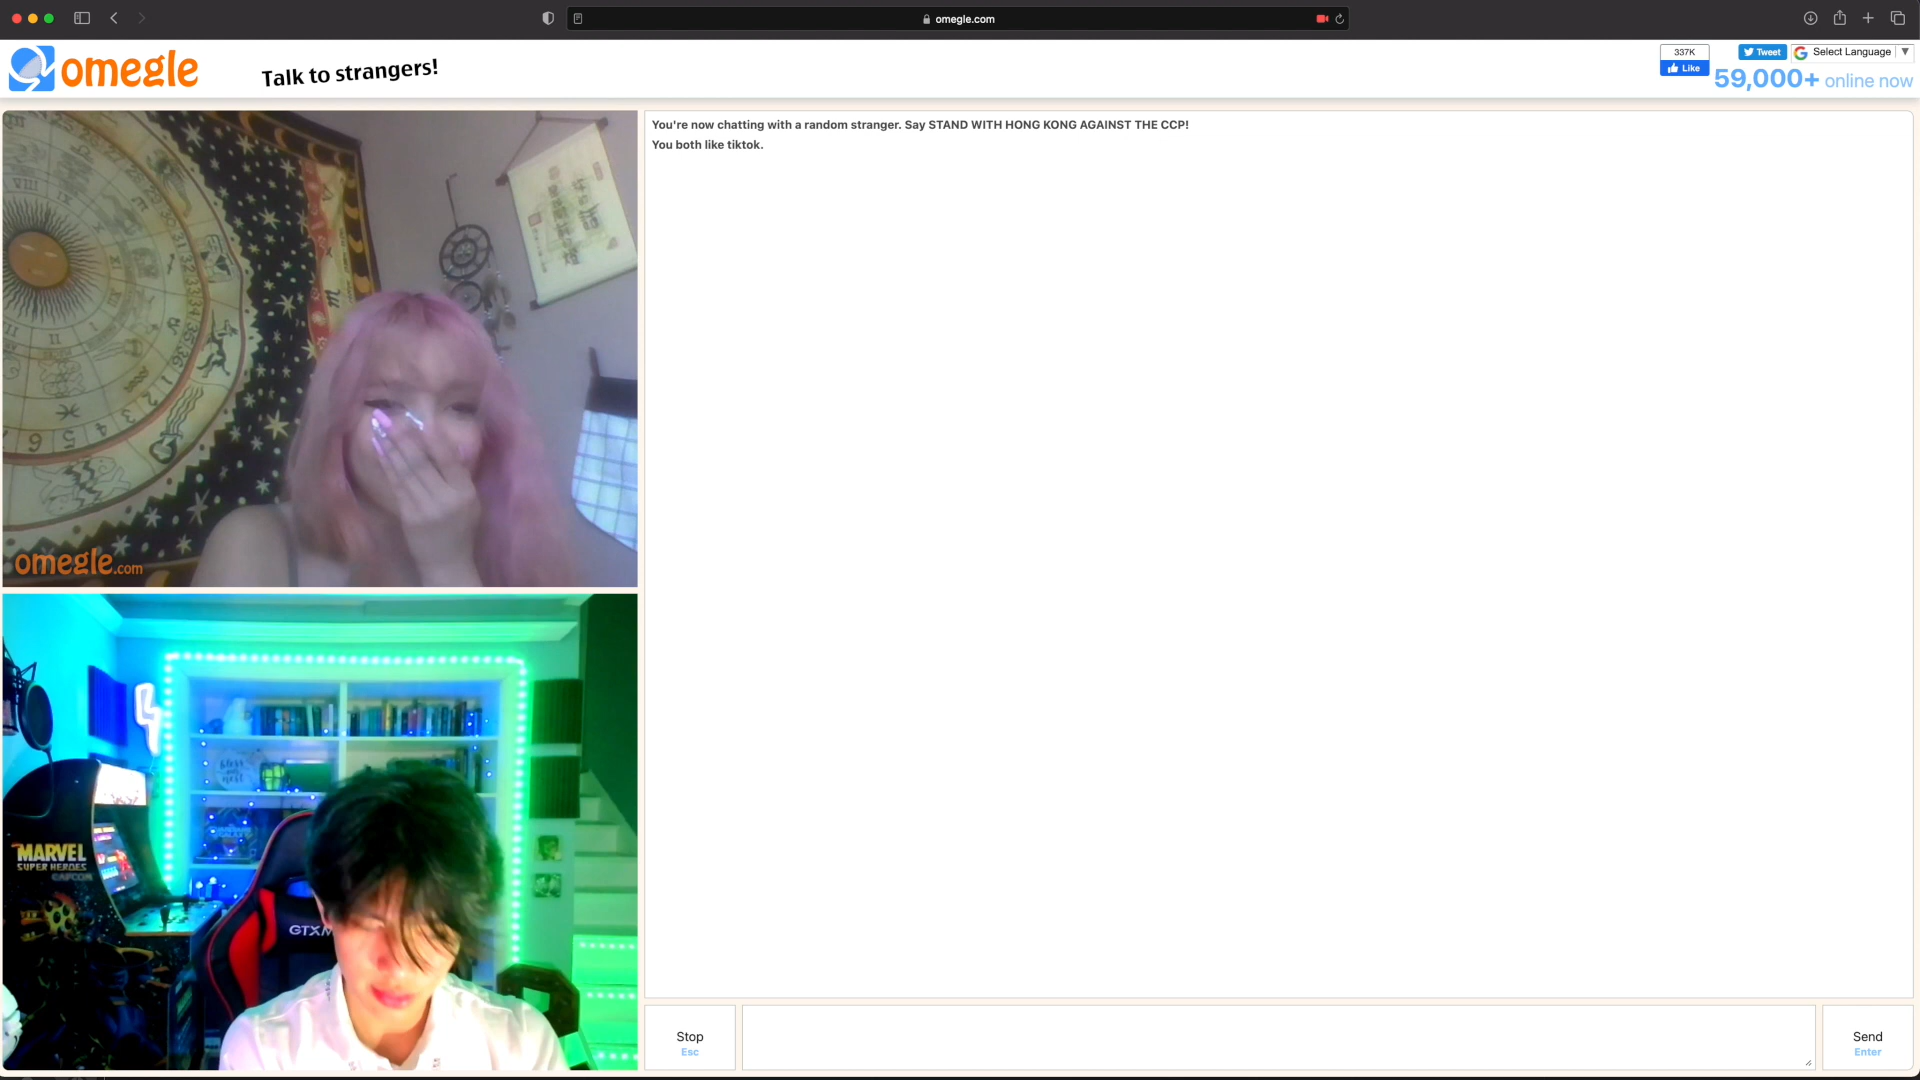 omegle.com
omegle
Talk to strangers!
337K
Like
Tweet
Select Language
59,000+ online now
You're now chatting with a random stranger. Say STAND WITH HONG KONG AGAINST THE CCP!
You both like tiktok.
omegle.com
MARVEL
SUPER HEROES
CAPCOM
GTX
Stop
Esc
Send
Enter